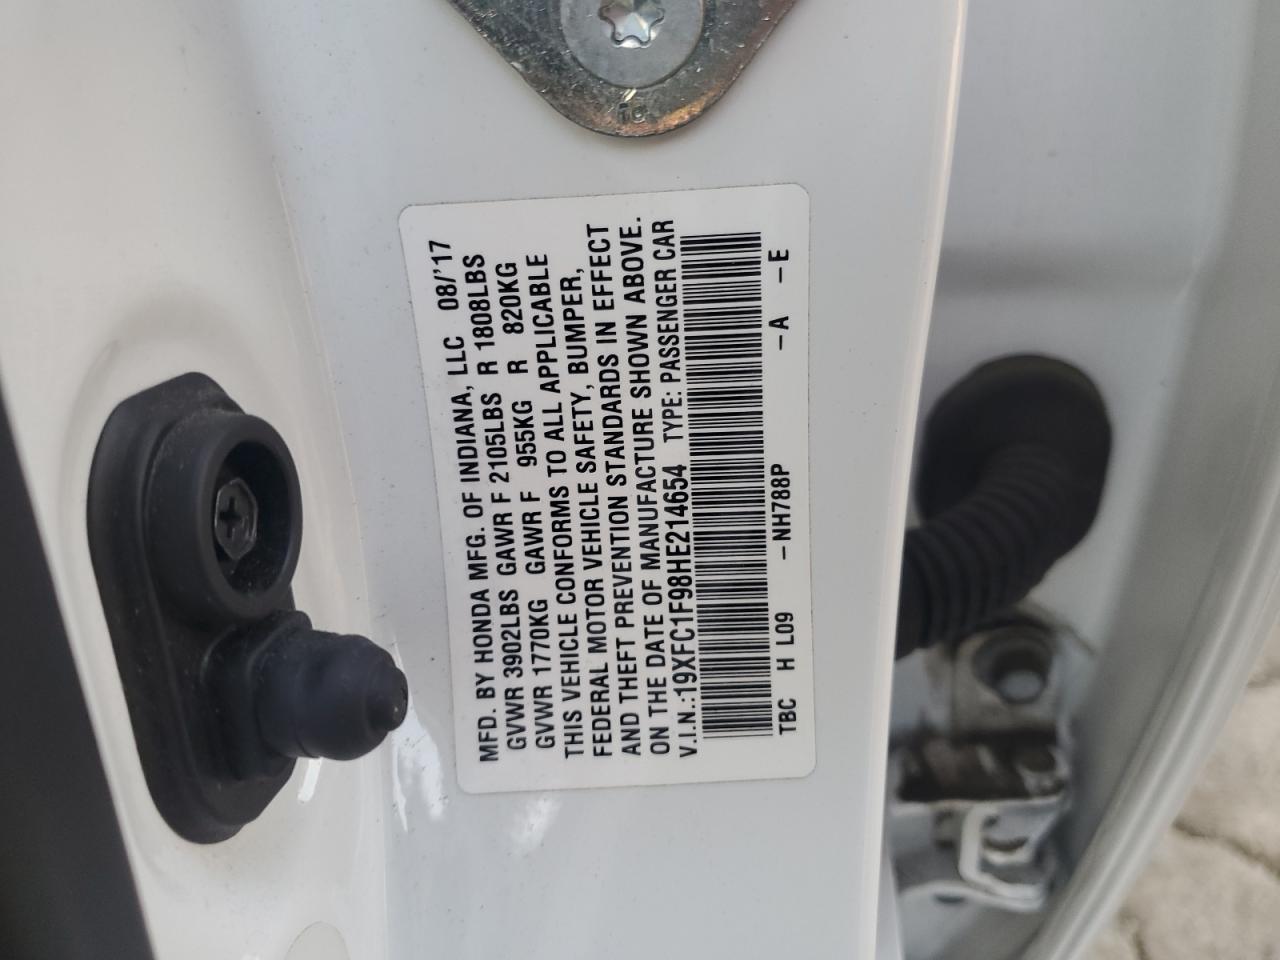 MFD. BY HONDA MFG. OF INDIANA, LLC 08/'17
GVWR 3902LBS GAWR F 2105LBS R 1808LBS
GVWR 1770KG GAWR F 955KG R 820KG
THIS VEHICLE CONFORMS TO ALL APPLICABLE
FEDERAL MOTOR VEHICLE SAFETY, BUMPER,
AND THEFT PREVENTION STANDARDS IN EFFECT
ON THE DATE OF MANUFACTURE SHOWN ABOVE.
V.I.N.:19XFC1F98HE214654 TYPE: PASSENGER CAR
TBC H L09 -NH788P -A -E